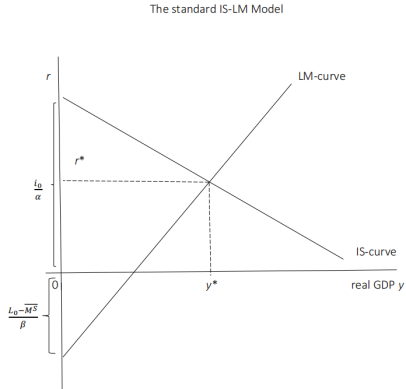 The standard IS-LM Model
r
LM-curve
r*
i₀/α
IS-curve
0
y*
real GDP y
L₀−M̅S̅/β